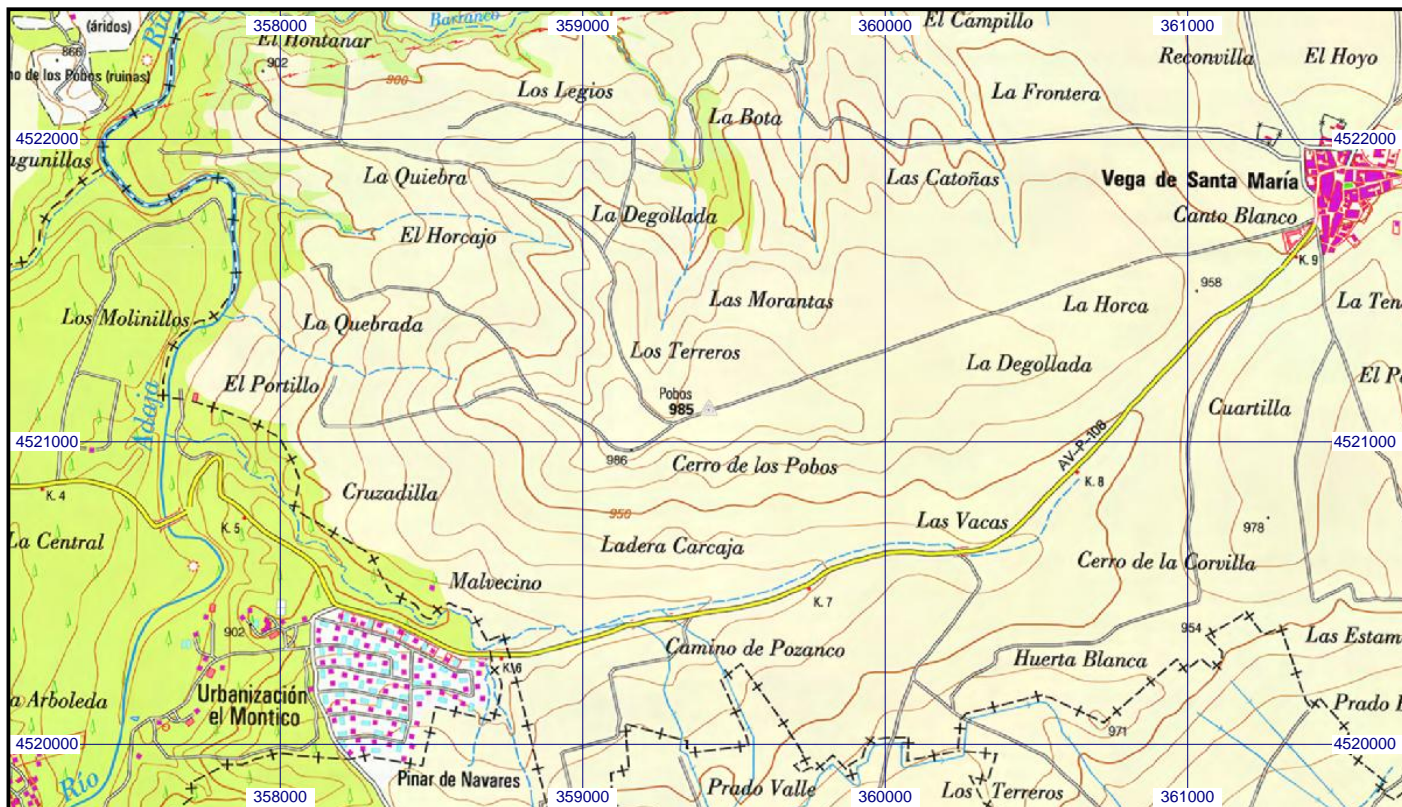 358000
359000
360000
361000
(áridos)
Río
Barranco
El Campillo
866
El Hontanar
902
900
Reconvilla
El Hoyo
no de los Pobos (ruinas)
Los Legios
La Frontera
La Bota
4522000
4522000
agunillas
La Quiebra
Las Catoñas
Vega de Santa María
La Degollada
Canto Blanco
El Horcajo
K. 9
958
Las Morantas
La Horca
La Ten
Los Molinillos
La Quebrada
Los Terreros
La Degollada
El Portillo
Pobos
985
El P
Adaja
Cuartilla
4521000
4521000
AV-P-106
986
Cerro de los Pobos
K. 8
Cruzadilla
K. 4
950
K. 5
Las Vacas
978
La Central
Ladera Carcaja
Cerro de la Corvilla
Malvecino
K. 7
902
954
Las Estam
Camino de Pozanco
K. 6
Huerta Blanca
a Arboleda
Urbanización
el Montico
Prado
971
4520000
4520000
Pinar de Navares
Río
Prado Valle
Los Terreros
358000
359000
360000
361000